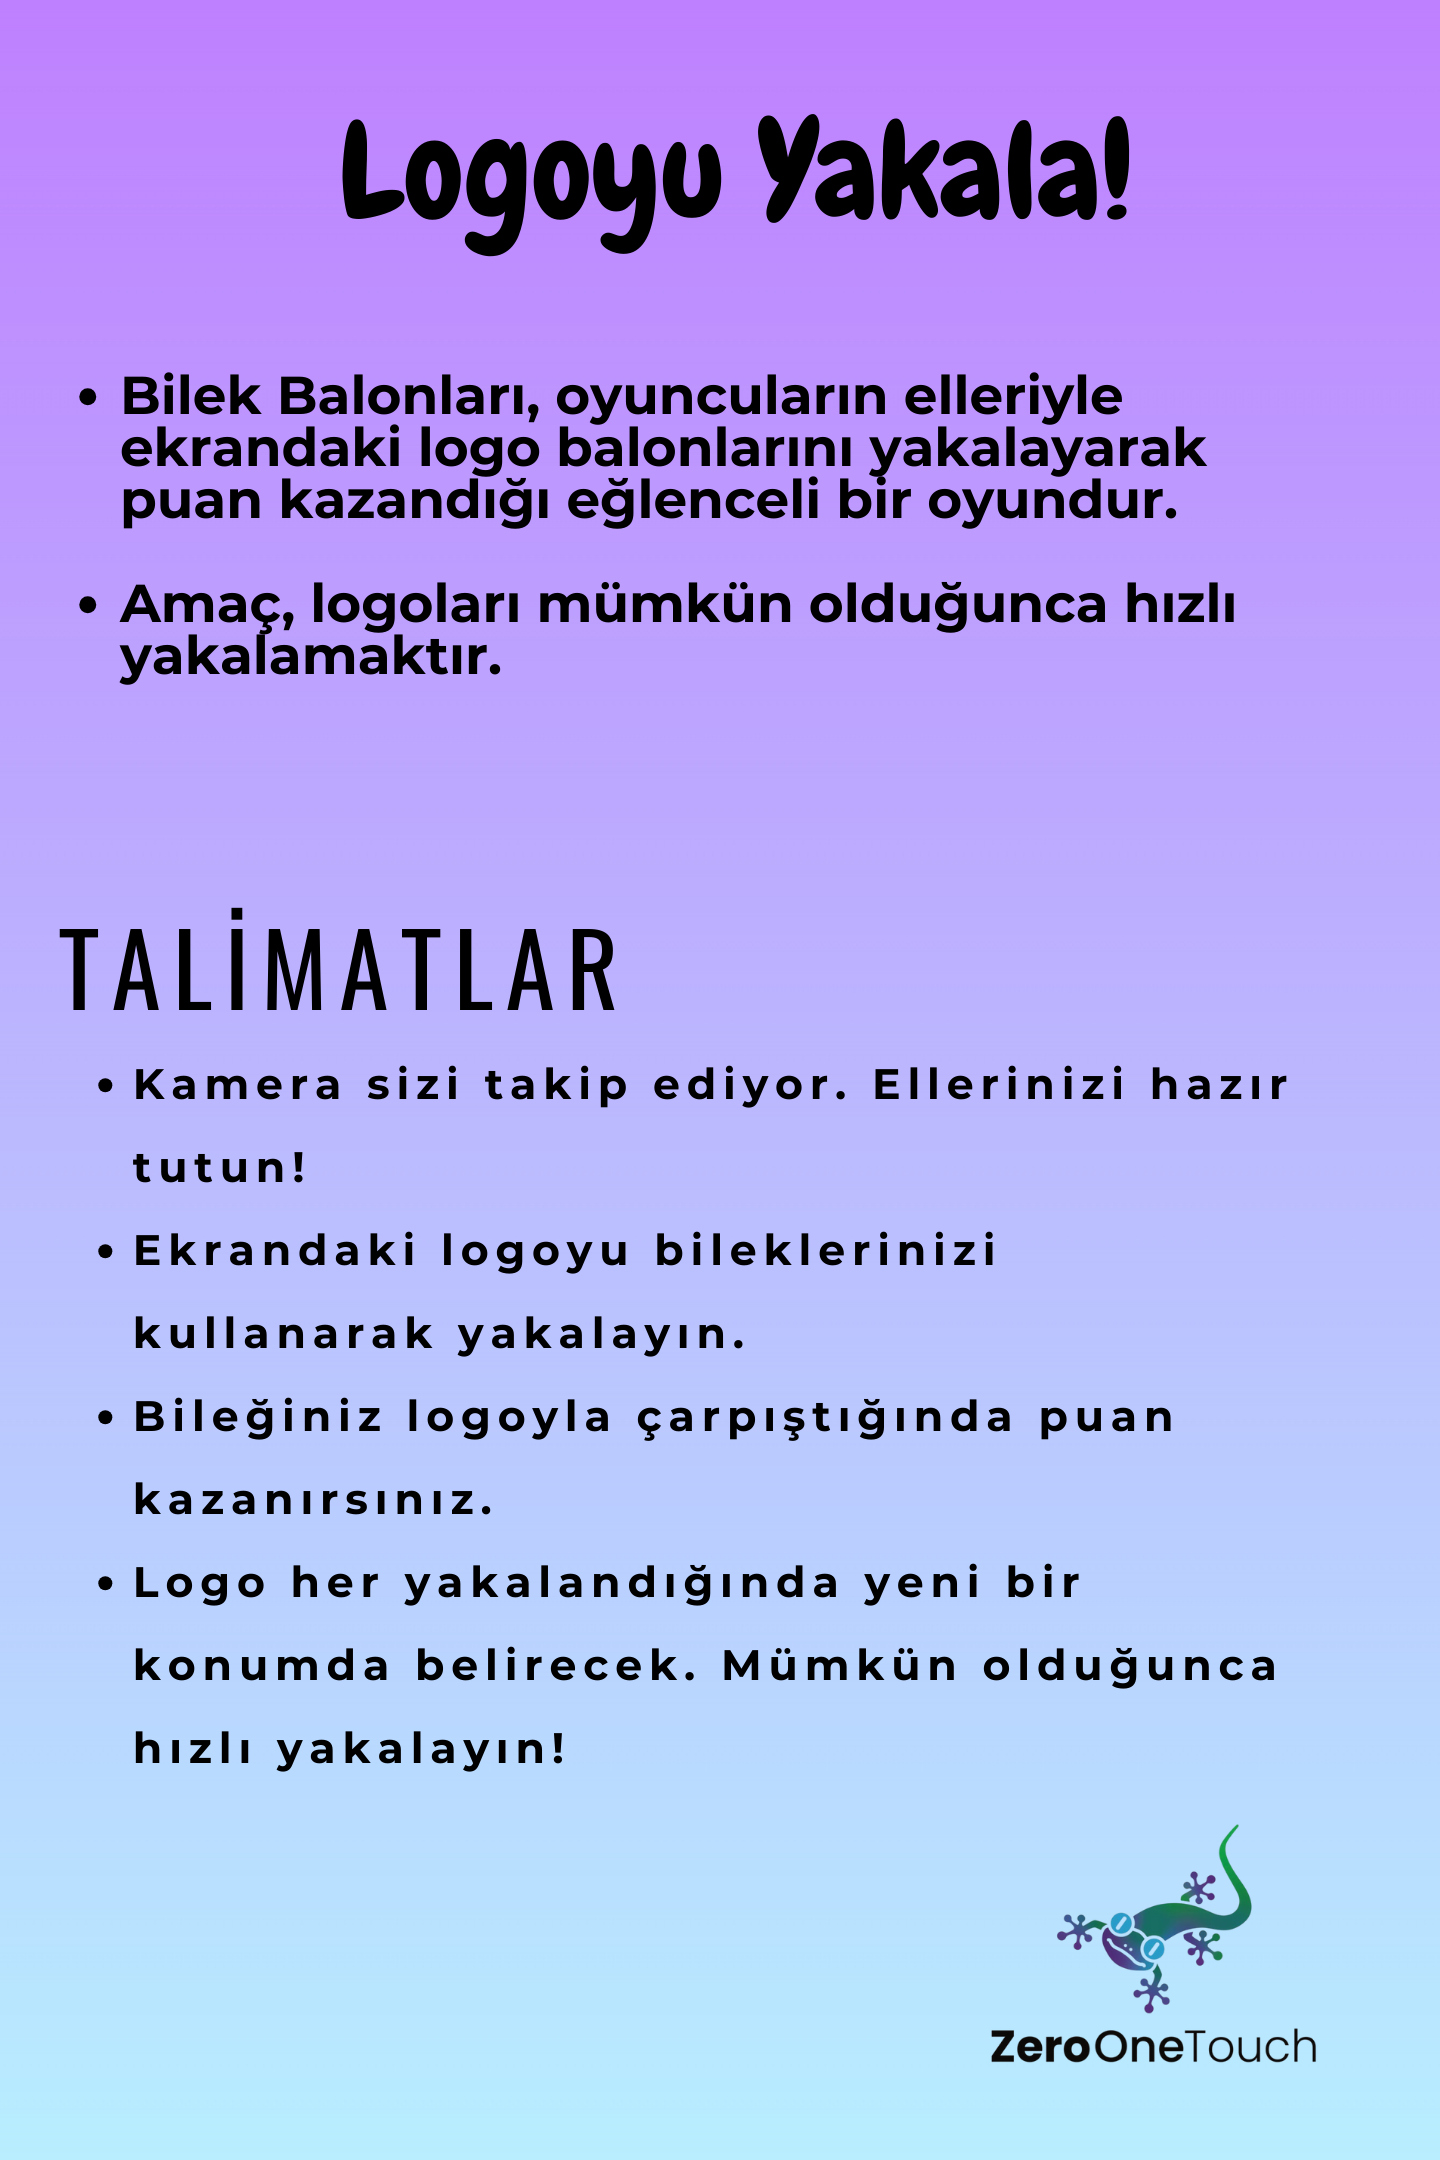 Logoyu Yakala!
• Bilek Balonları, oyuncuların elleriyle
ekrandaki logo balonlarını yakalayarak
puan kazandığı eğlenceli bir oyundur.
• Amaç, logoları mümkün olduğunca hızlı
yakalamaktır.
TALİMATLAR
• Kamera sizi takip ediyor. Ellerinizi hazır
tutun!
• Ekrandaki logoyu bileklerinizi
kullanarak yakalayın.
• Bileğiniz logoyla çarpıştığında puan
kazanırsınız.
• Logo her yakalandığında yeni bir
konumda belirecek. Mümkün olduğunca
hızlı yakalayın!
ZeroOneTouch